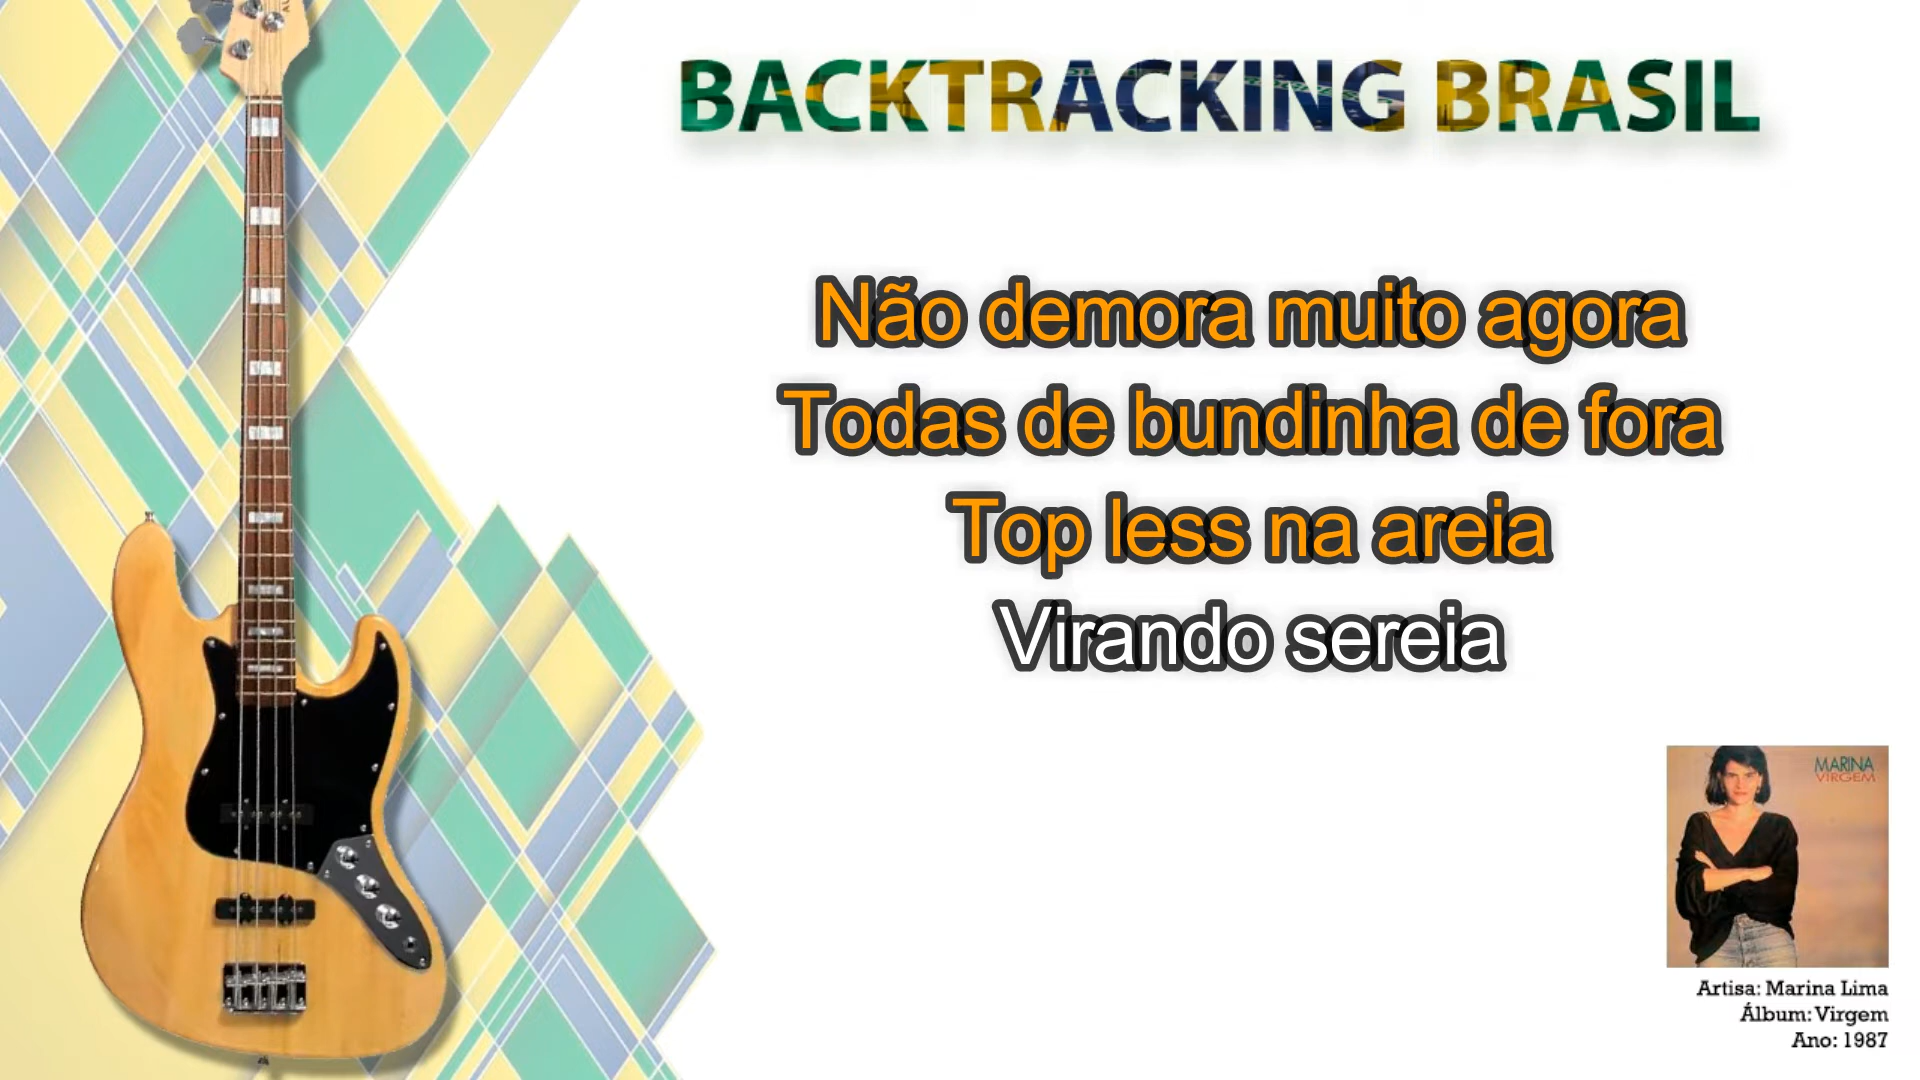 BACKTRACKING BRASIL
Não demora muito agora
Todas de bundinha de fora
Top less na areia
Virando sereia
MARINA
VIRGEM
Artisa: Marina Lima
Álbum: Virgem
Ano: 1987